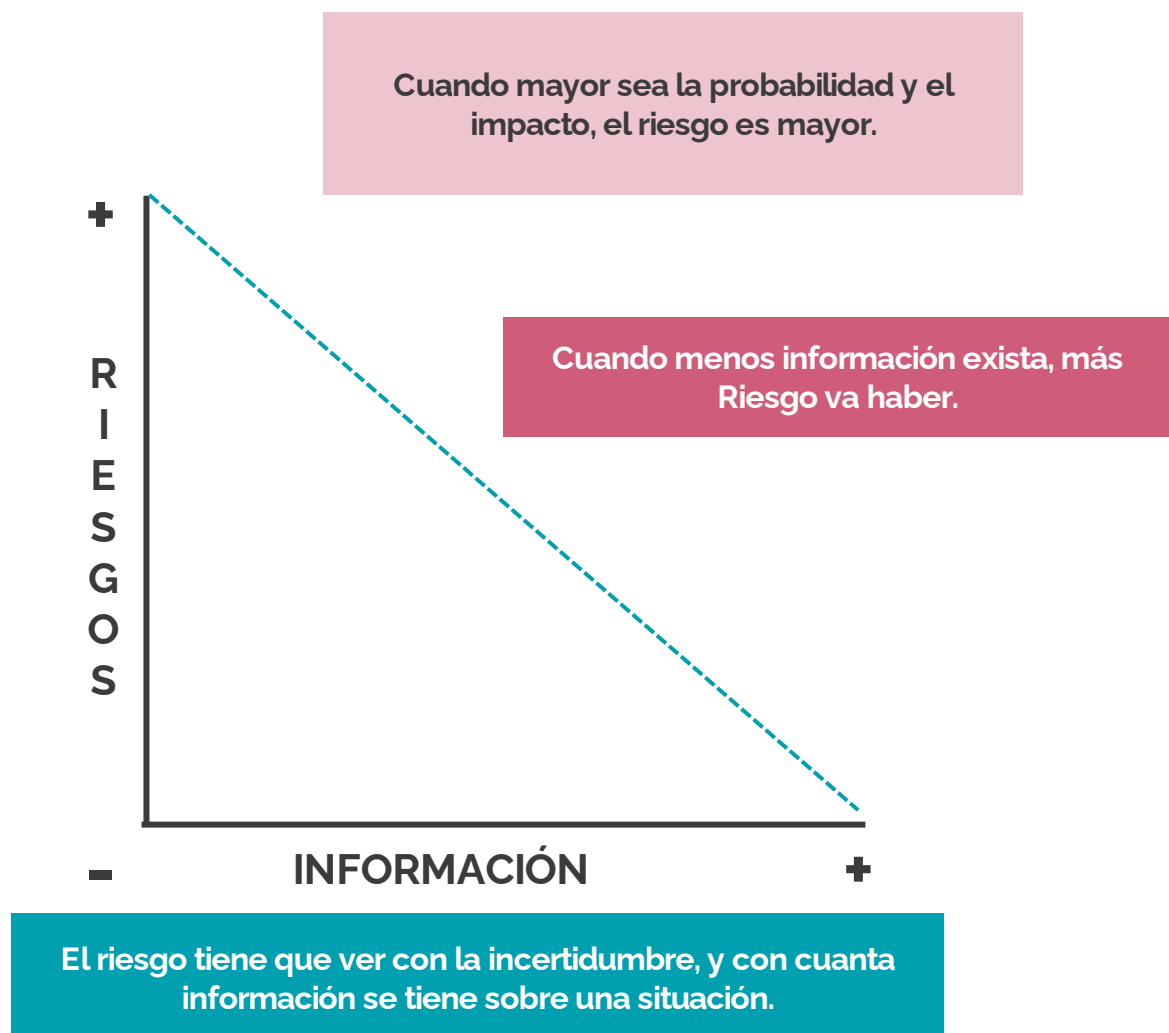 Cuando mayor sea la probabilidad y el
impacto, el riesgo es mayor.
+
Cuando menos información exista, más
Riesgo va haber.
R
I
E
S
G
O
S
-
INFORMACIÓN
+
El riesgo tiene que ver con la incertidumbre, y con cuanta
información se tiene sobre una situación.